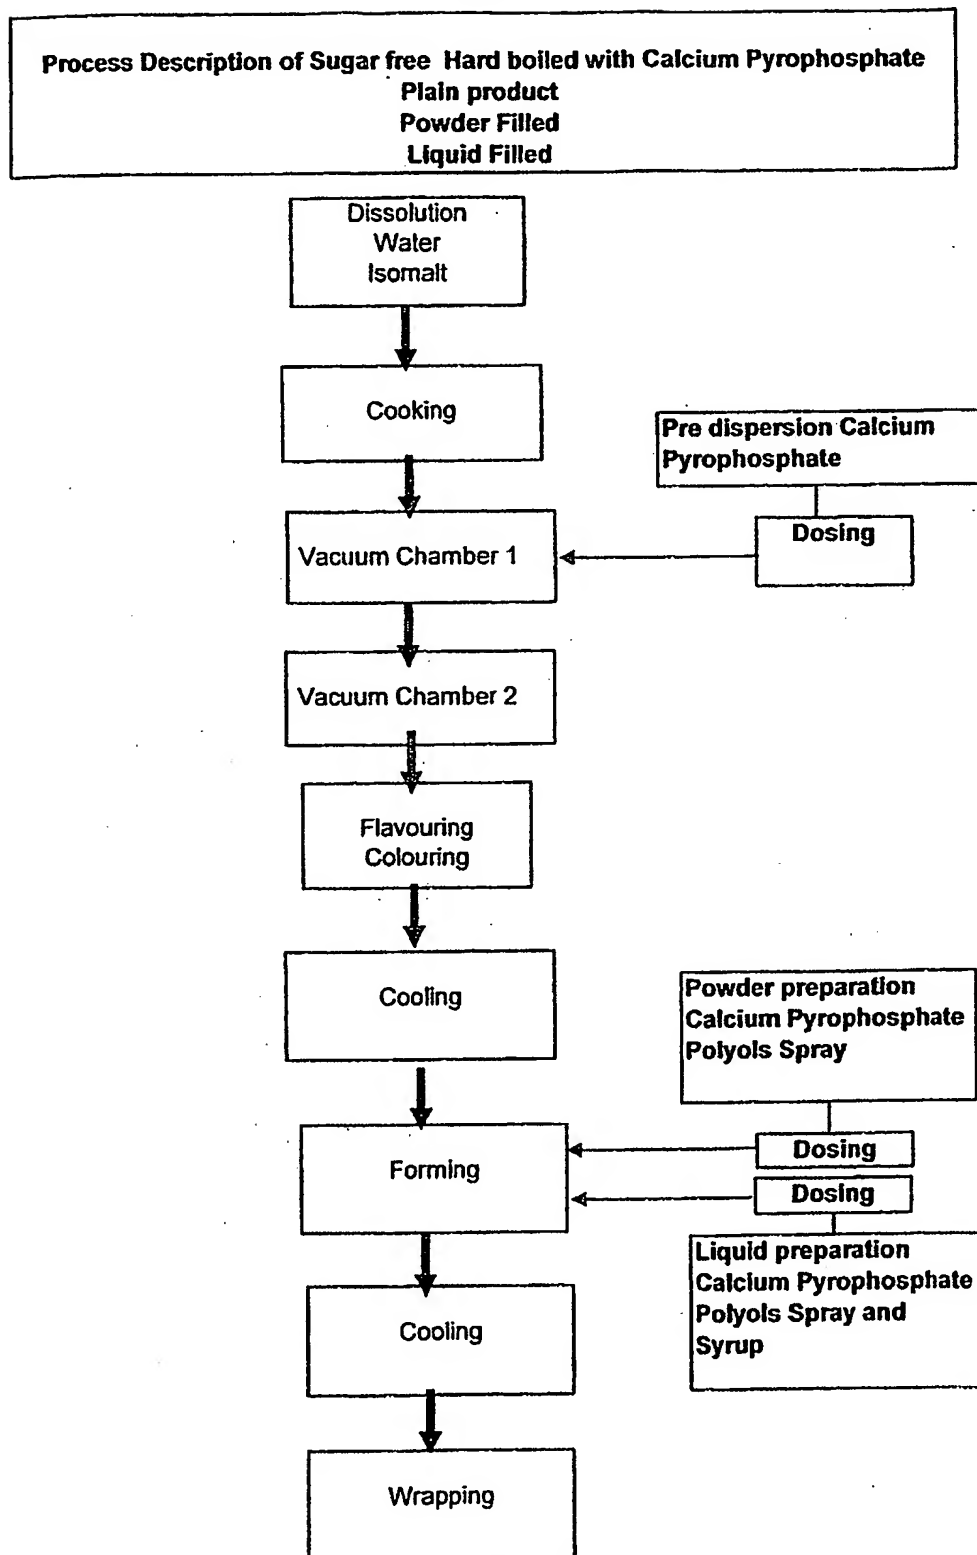 Process Description of Sugar free Hard boiled with Calcium Pyrophosphate
Plain product
Powder Filled
Liquid Filled
Dissolution
Water
Isomalt
Cooking
Pre dispersion Calcium
Pyrophosphate
Dosing
Vacuum Chamber 1
Vacuum Chamber 2
Flavouring
Colouring
Cooling
Powder preparation
Calcium Pyrophosphate
Polyols Spray
Dosing
Forming
Dosing
Liquid preparation
Calcium Pyrophosphate
Polyols Spray and
Syrup
Cooling
Wrapping